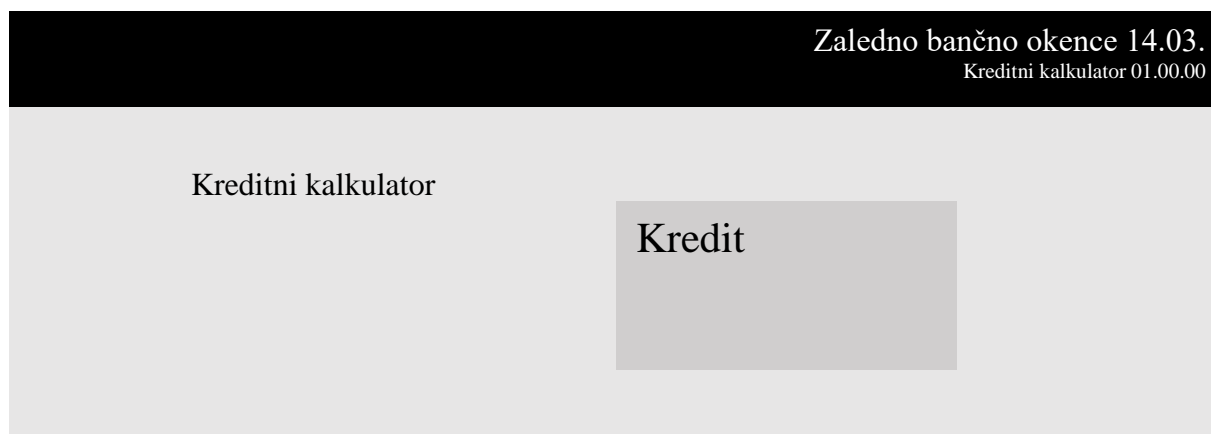 Zaledno bančno okence 14.03.
Kreditni kalkulator 01.00.00
Kreditni kalkulator
Kredit